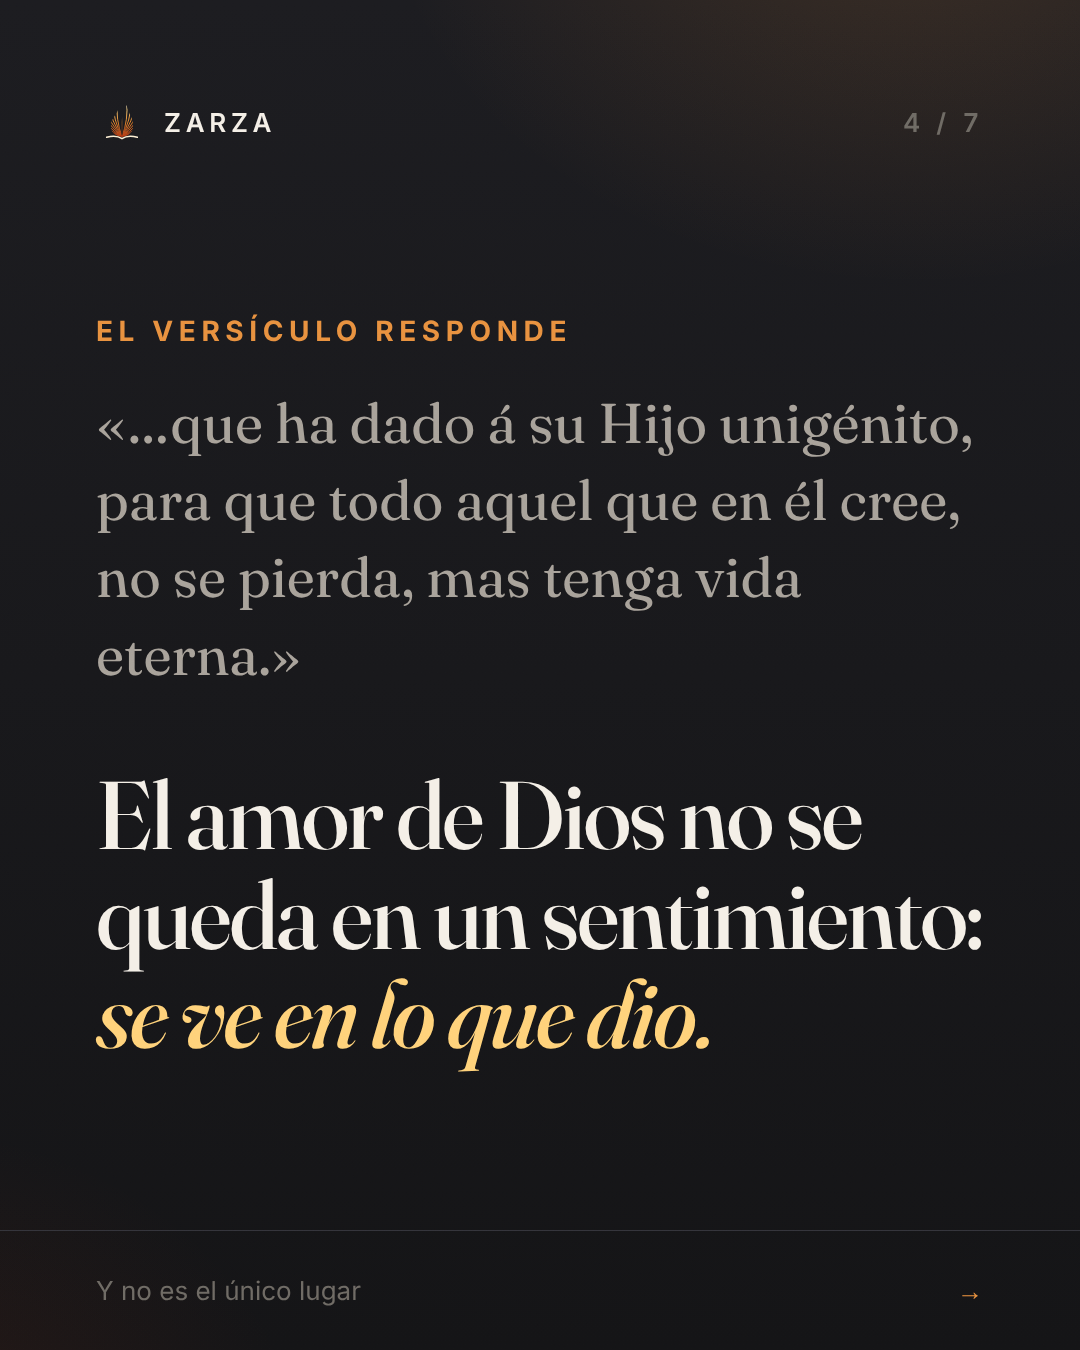 ZARZA
4 / 7
EL VERSÍCULO RESPONDE
«...que ha dado á su Hijo unigénito,
para que todo aquel que en él cree,
no se pierda, mas tenga vida
eterna.»
El amor de Dios no se
queda en un sentimiento:
se ve en lo que dio.
Y no es el único lugar →